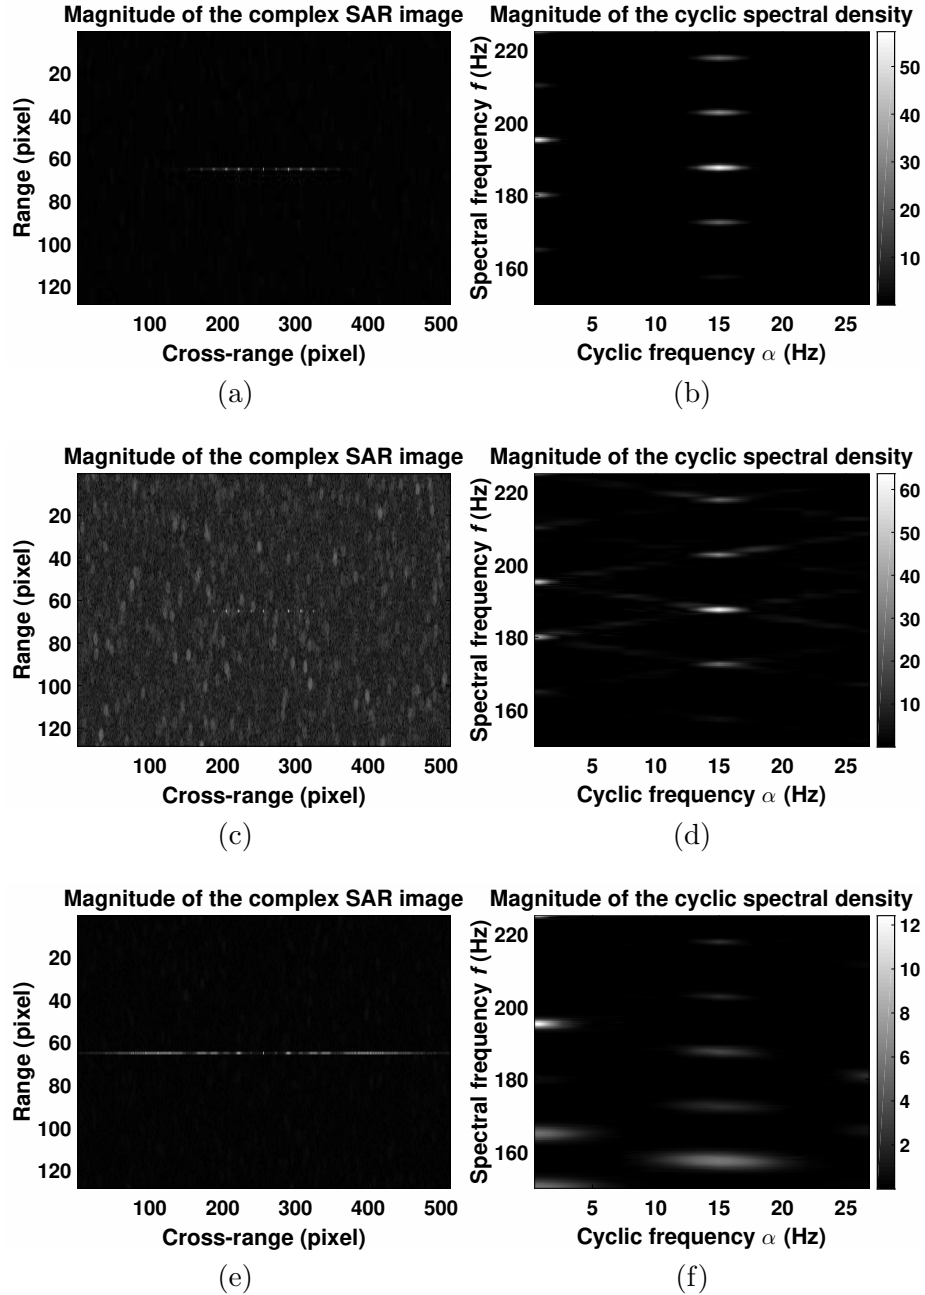 Magnitude of the complex SAR image
Range (pixel)
20
40
60
80
100
120
100 200 300 400 500
Cross-range (pixel)
(a)
Magnitude of the cyclic spectral density
Spectral frequency f (Hz)
220
200
180
160
5 10 15 20 25
Cyclic frequency α (Hz)
50
40
30
20
10
(b)
Magnitude of the complex SAR image
Range (pixel)
20
40
60
80
100
120
100 200 300 400 500
Cross-range (pixel)
(c)
Magnitude of the cyclic spectral density
Spectral frequency f (Hz)
220
200
180
160
5 10 15 20 25
Cyclic frequency α (Hz)
60
50
40
30
20
10
(d)
Magnitude of the complex SAR image
Range (pixel)
20
40
60
80
100
120
100 200 300 400 500
Cross-range (pixel)
(e)
Magnitude of the cyclic spectral density
Spectral frequency f (Hz)
220
200
180
160
5 10 15 20 25
Cyclic frequency α (Hz)
12
10
8
6
4
2
(f)